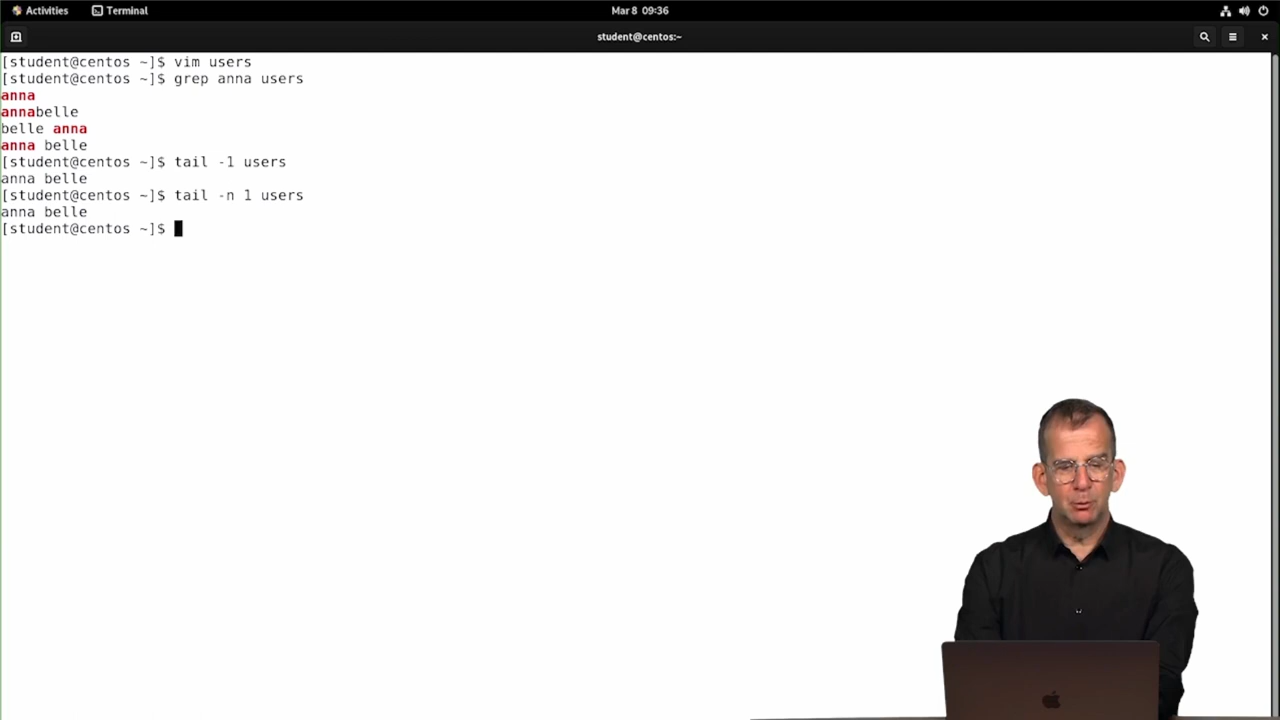 Activities Terminal Mar 8 09:36
student@centos:~
[student@centos ~]$ vim users
[student@centos ~]$ grep anna users
anna
annabelle
belle anna
anna belle
[student@centos ~]$ tail -1 users
anna belle
[student@centos ~]$ tail -n 1 users
anna belle
[student@centos ~]$